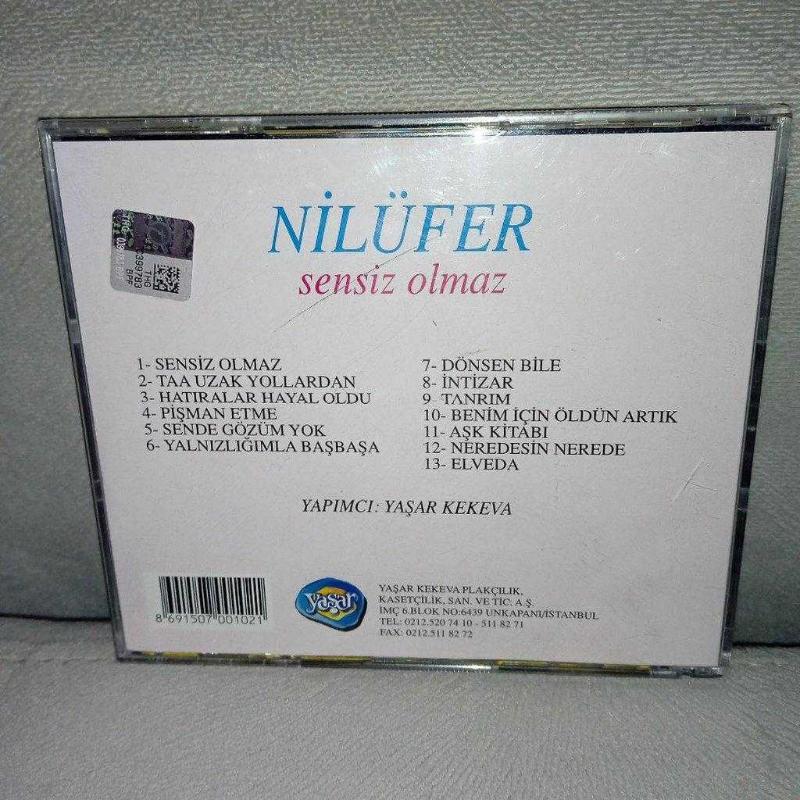 NİLÜFER
sensiz olmaz
1- SENSİZ OLMAZ
2- TAA UZAK YOLLARDAN
3- HATIRALAR HAYAL OLDU
4- PİŞMAN ETME
5- SENDE GÖZÜM YOK
6- YALNIZLIĞIMLA BAŞBAŞA
7- DÖNSEN BİLE
8- İNTİZAR
9- TANRIM
10- BENİM İÇİN ÖLDÜN ARTIK
11- AŞK KİTABI
12- NEREDESİN NEREDE
13- ELVEDA
YAPIMCI: YAŞAR KEKEVA
8 691507 001021
yaşar
YAŞAR KEKEVA PLAKÇILIK,
KASETÇİLİK, SAN. VE TİC. A.Ş.
İMÇ 6.BLOK NO:6439 UNKAPANI/İSTANBUL
TEL: 0212.520 74 10 - 511 82 71
FAX: 0212.511 82 72
THG
BPF